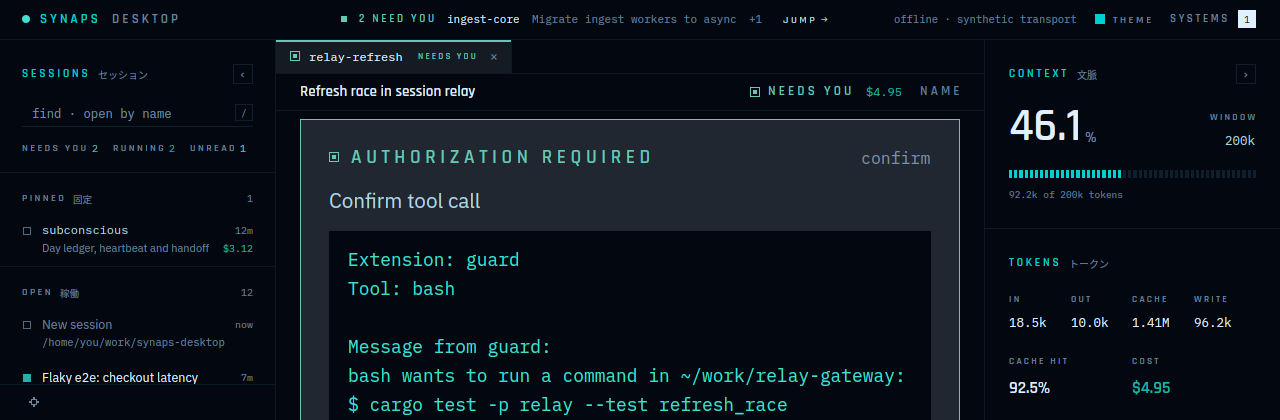 SYNAPS DESKTOP
2 NEED YOU ingest-core Migrate ingest workers to async +1 JUMP →
offline · synthetic transport THEME SYSTEMS 1
SESSIONS セッション ‹
find · open by name /
NEEDS YOU 2 RUNNING 2 UNREAD 1
PINNED 固定 1
subconscious 12m
Day ledger, heartbeat and handoff $3.12
OPEN 稼働 12
New session now
/home/you/work/synaps-desktop
Flaky e2e: checkout latency 7m
relay-refresh NEEDS YOU ×
Refresh race in session relay NEEDS YOU $4.95 NAME
AUTHORIZATION REQUIRED confirm
Confirm tool call
Extension: guard
Tool: bash
Message from guard:
bash wants to run a command in ~/work/relay-gateway:
$ cargo test -p relay --test refresh_race
CONTEXT 文脈 ›
46.1% WINDOW
200k
92.2k of 200k tokens
TOKENS トークン
IN OUT CACHE WRITE
18.5k 10.0k 1.41M 96.2k
CACHE HIT COST
92.5% $4.95